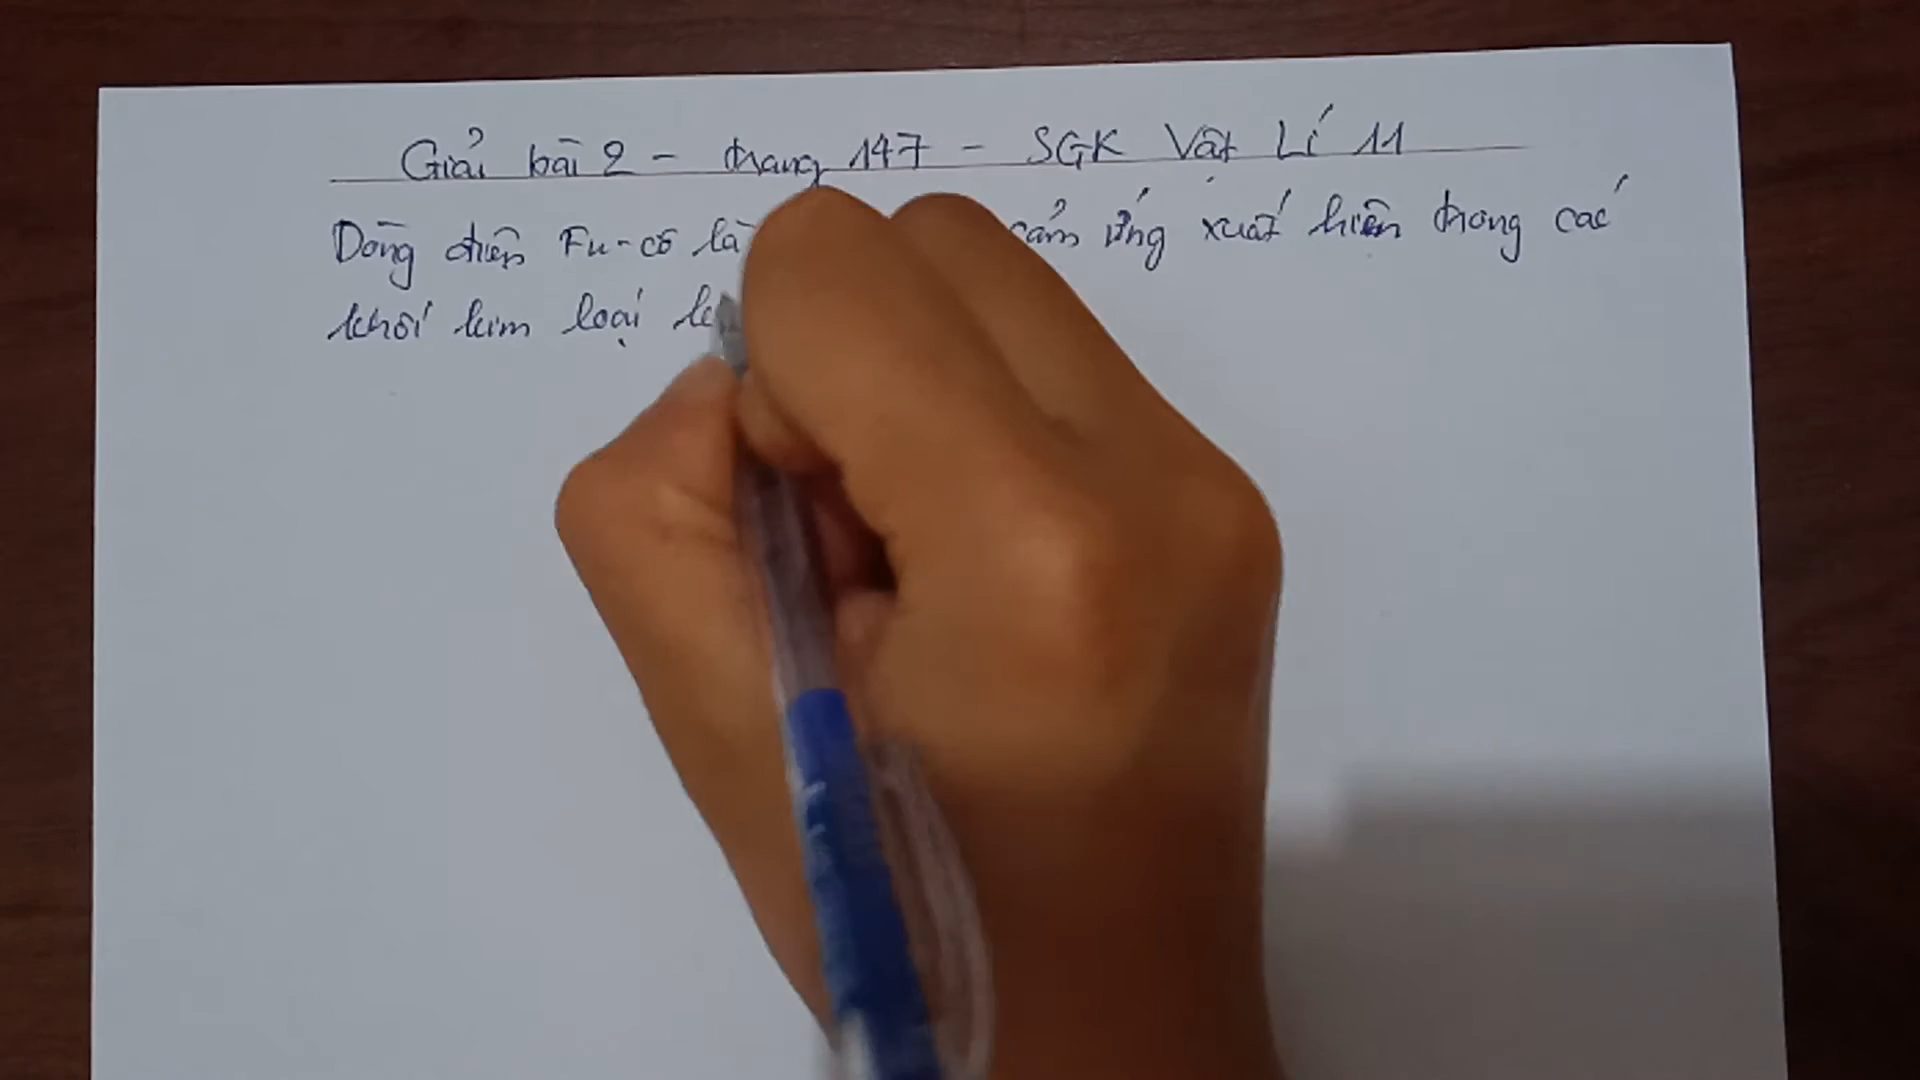 Giải bài 2 - trang 147 - SGK Vật Lí 11
Dòng điện Fu-cô là cảm ứng xuất hiện trong các
khối kim loại